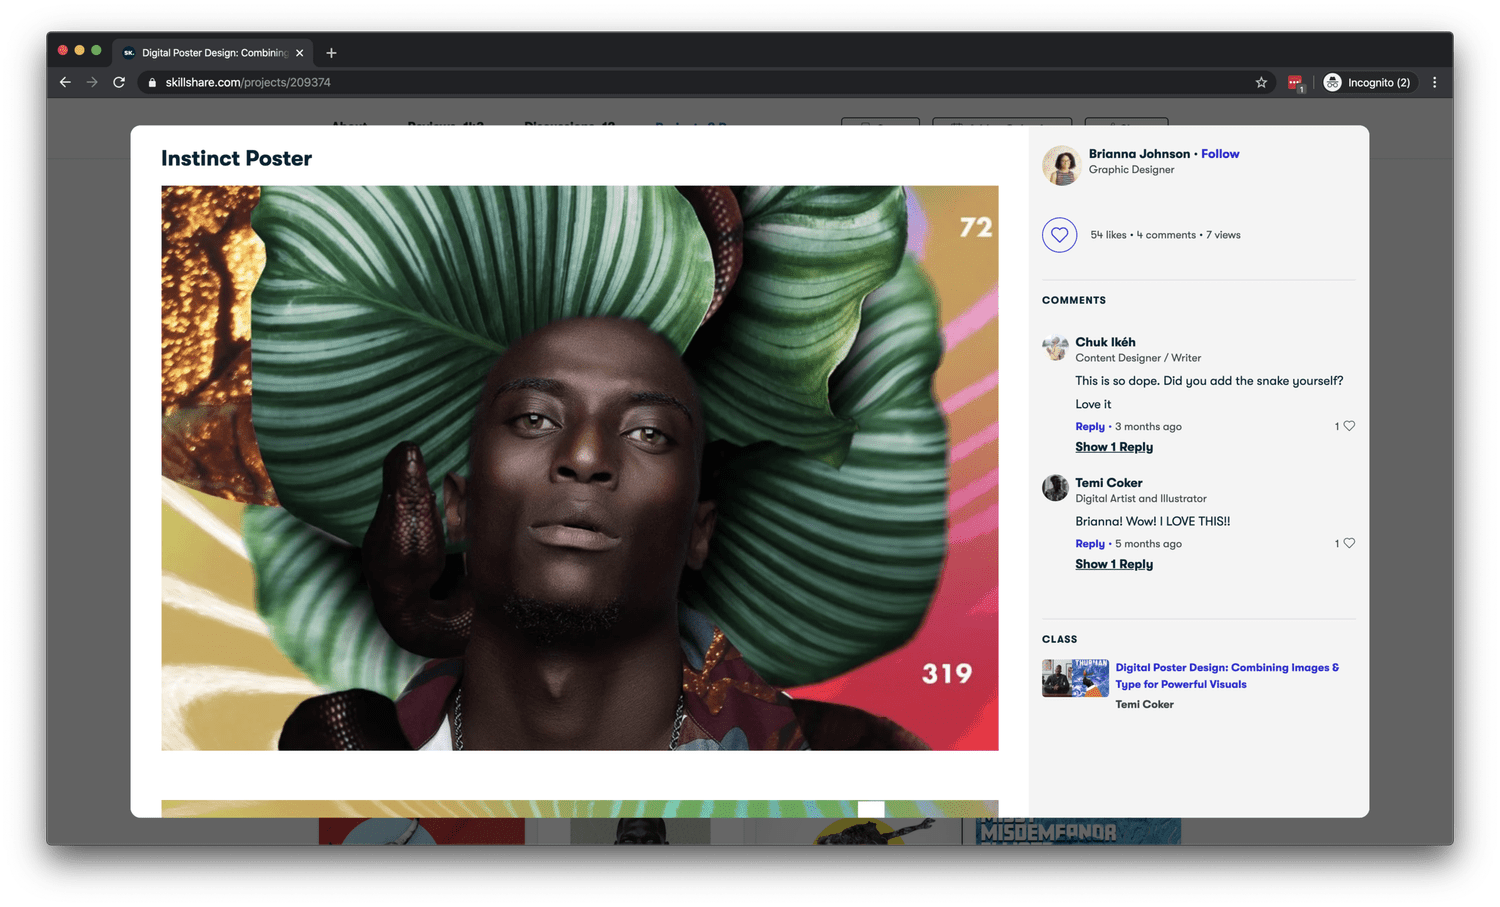 SK. Digital Poster Design: Combining
skillshare.com/projects/209374
1
Incognito (2)
Instinct Poster
72
319
Brianna Johnson • Follow
Graphic Designer
54 likes • 4 comments • 7 views
COMMENTS
Chuk Ikéh
Content Designer / Writer
This is so dope. Did you add the snake yourself?
Love it
Reply • 3 months ago 1
Show 1 Reply
Temi Coker
Digital Artist and Illustrator
Brianna! Wow! I LOVE THIS!!
Reply • 5 months ago 1
Show 1 Reply
CLASS
THURMAN
Digital Poster Design: Combining Images &
Type for Powerful Visuals
Temi Coker
MISDEMEANOR